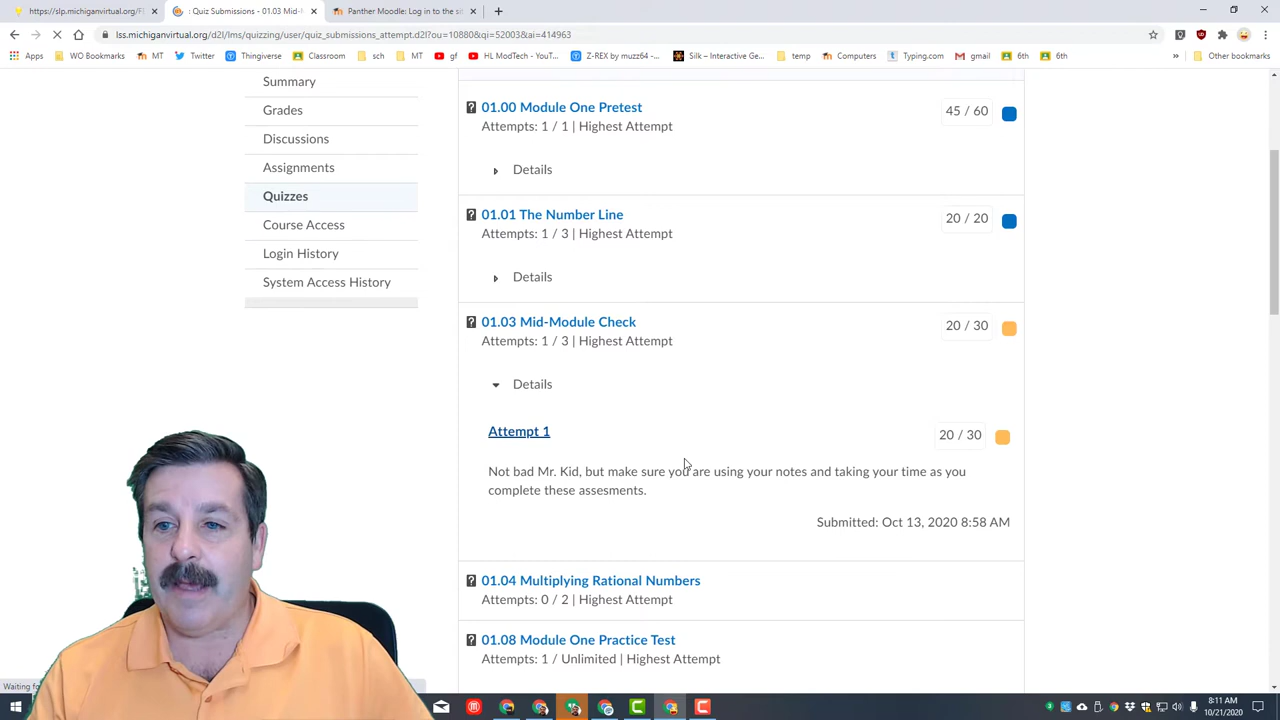 https://slp.michiganvirtual.org/Fl
: Quiz Submissions - 01.03 Mid-M
Panther Moodle: Log in to the si
lss.michiganvirtual.org/d2l/lms/quizzing/user/quiz_submissions_attempt.d2l?ou=10880&qi=520038&ai=414963
Apps WO Bookmarks MT Twitter Thingiverse Classroom sch MT gf HL ModTech - YouT... Z-REX by muzz64 -... Silk – Interactive Ge... temp Computers Typing.com gmail 6th 6th » Other bookmarks
Summary
Grades
Discussions
Assignments
Quizzes
Course Access
Login History
System Access History
01.00 Module One Pretest
45 / 60
Attempts: 1 / 1 | Highest Attempt
Details
01.01 The Number Line
20 / 20
Attempts: 1 / 3 | Highest Attempt
Details
01.03 Mid-Module Check
20 / 30
Attempts: 1 / 3 | Highest Attempt
Details
Attempt 1
20 / 30
Not bad Mr. Kid, but make sure you are using your notes and taking your time as you
complete these assesments.
Submitted: Oct 13, 2020 8:58 AM
01.04 Multiplying Rational Numbers
Attempts: 0 / 2 | Highest Attempt
01.08 Module One Practice Test
Attempts: 1 / Unlimited | Highest Attempt
Waiting fo
8:11 AM
10/21/2020